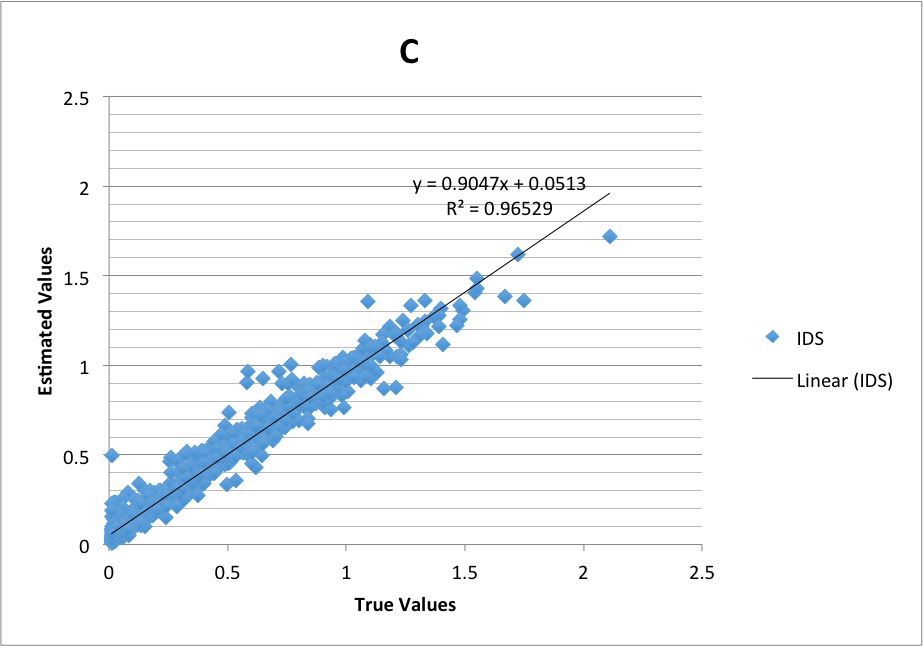 C
2.5
2
1.5
1
0.5
0
0 0.5 1 1.5 2 2.5
Estimated Values
True Values
y = 0.9047x + 0.0513
R² = 0.96529
IDS
Linear (IDS)